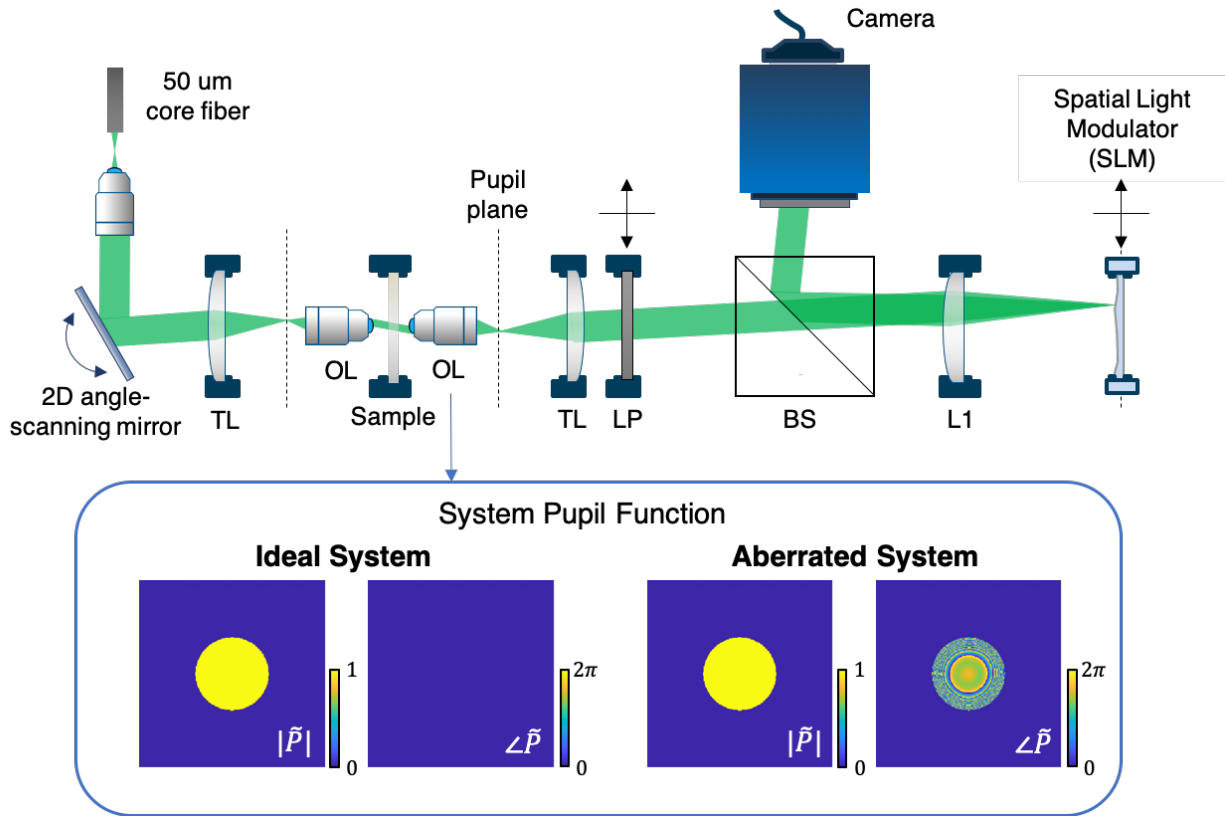 Camera
50 um
core fiber
Spatial Light
Modulator
(SLM)
Pupil
plane
OL
OL
2D angle-
scanning mirror
TL
Sample
TL
LP
BS
L1
System Pupil Function
Ideal System
Aberrated System
1
0
|P̃|
2π
0
∠P̃
1
0
|P̃|
2π
0
∠P̃